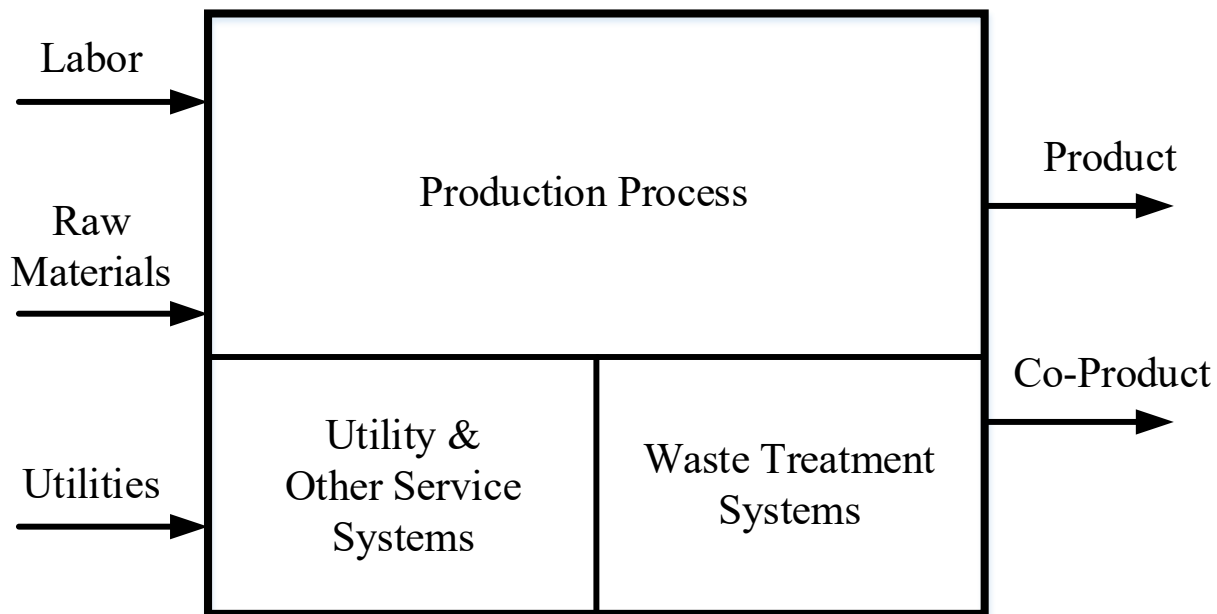 Labor
Raw
Materials
Utilities
Production Process
Utility &
Other Service
Systems
Waste Treatment
Systems
Product
Co-Product